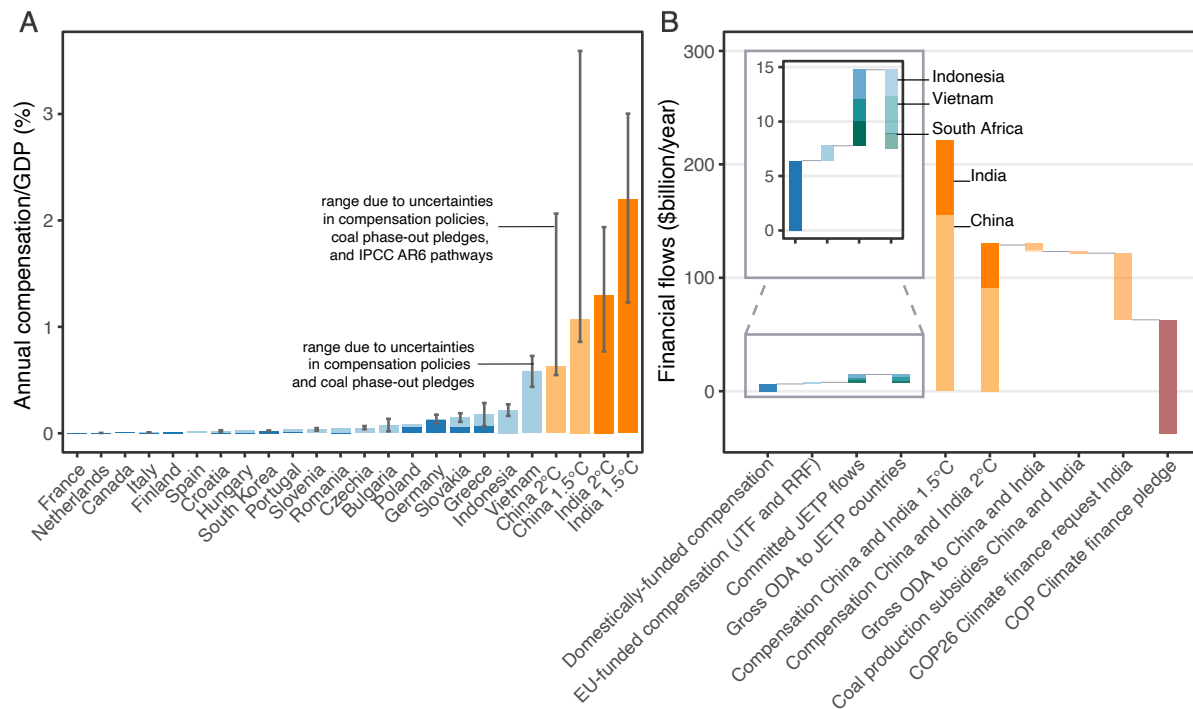 A
Annual compensation/GDP (%)
3
2
1
0
range due to uncertainties
in compensation policies,
coal phase-out pledges,
and IPCC AR6 pathways
range due to uncertainties
in compensation policies
and coal phase-out pledges
France
Netherlands
Canada
Italy
Finland
Spain
Croatia
Hungary
South Korea
Portugal
Slovenia
Romania
Czechia
Bulgaria
Poland
Germany
Slovakia
Greece
Indonesia
Vietnam
China 2°C
China 1.5°C
India 2°C
India 1.5°C
B
Financial flows ($billion/year)
300
200
100
0
15
10
5
0
Indonesia
Vietnam
South Africa
India
China
Domestically-funded compensation
EU-funded compensation (JTF and RRF)
Committed JETP flows
Gross ODA to JETP countries
Compensation China and India 1.5°C
Compensation China and India 2°C
Gross ODA to China and India
Coal production subsidies China and India
COP26 Climate finance request India
COP Climate finance pledge